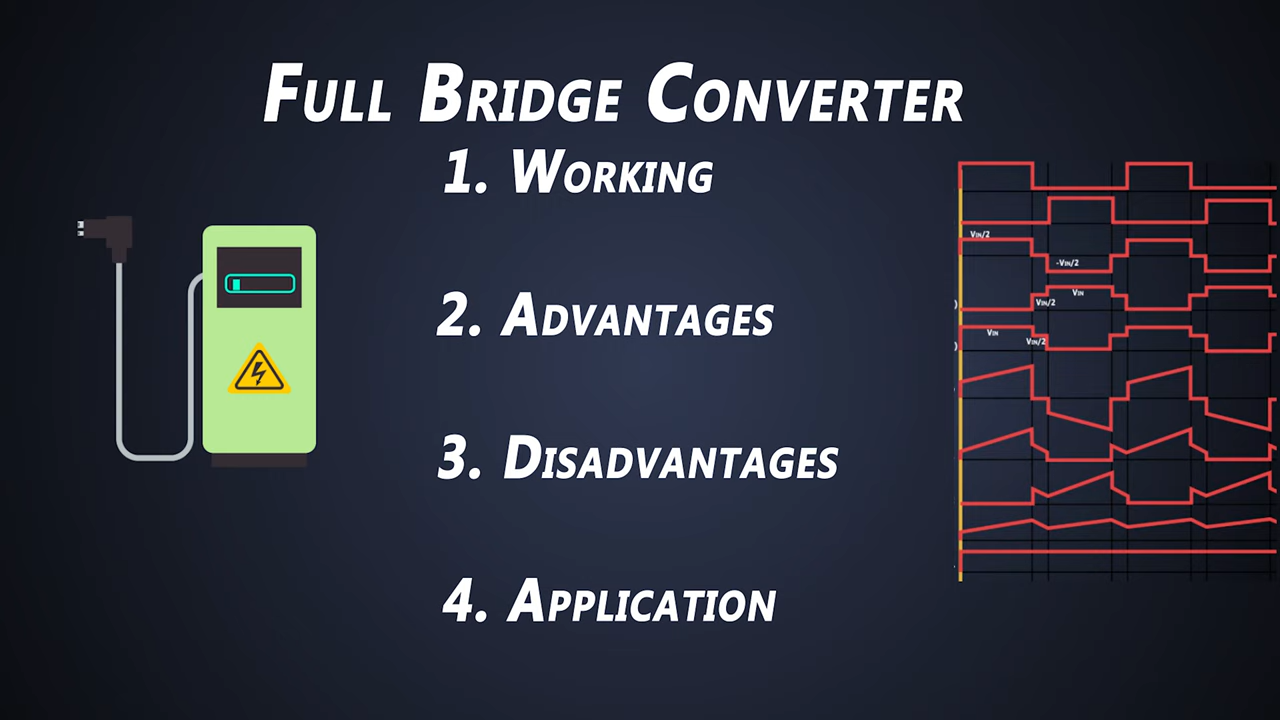 Full Bridge Converter
1. Working
2. Advantages
3. Disadvantages
4. Application
Vin/2
-Vin/2
Vin
Vin/2
Vin
Vin/2
)
)